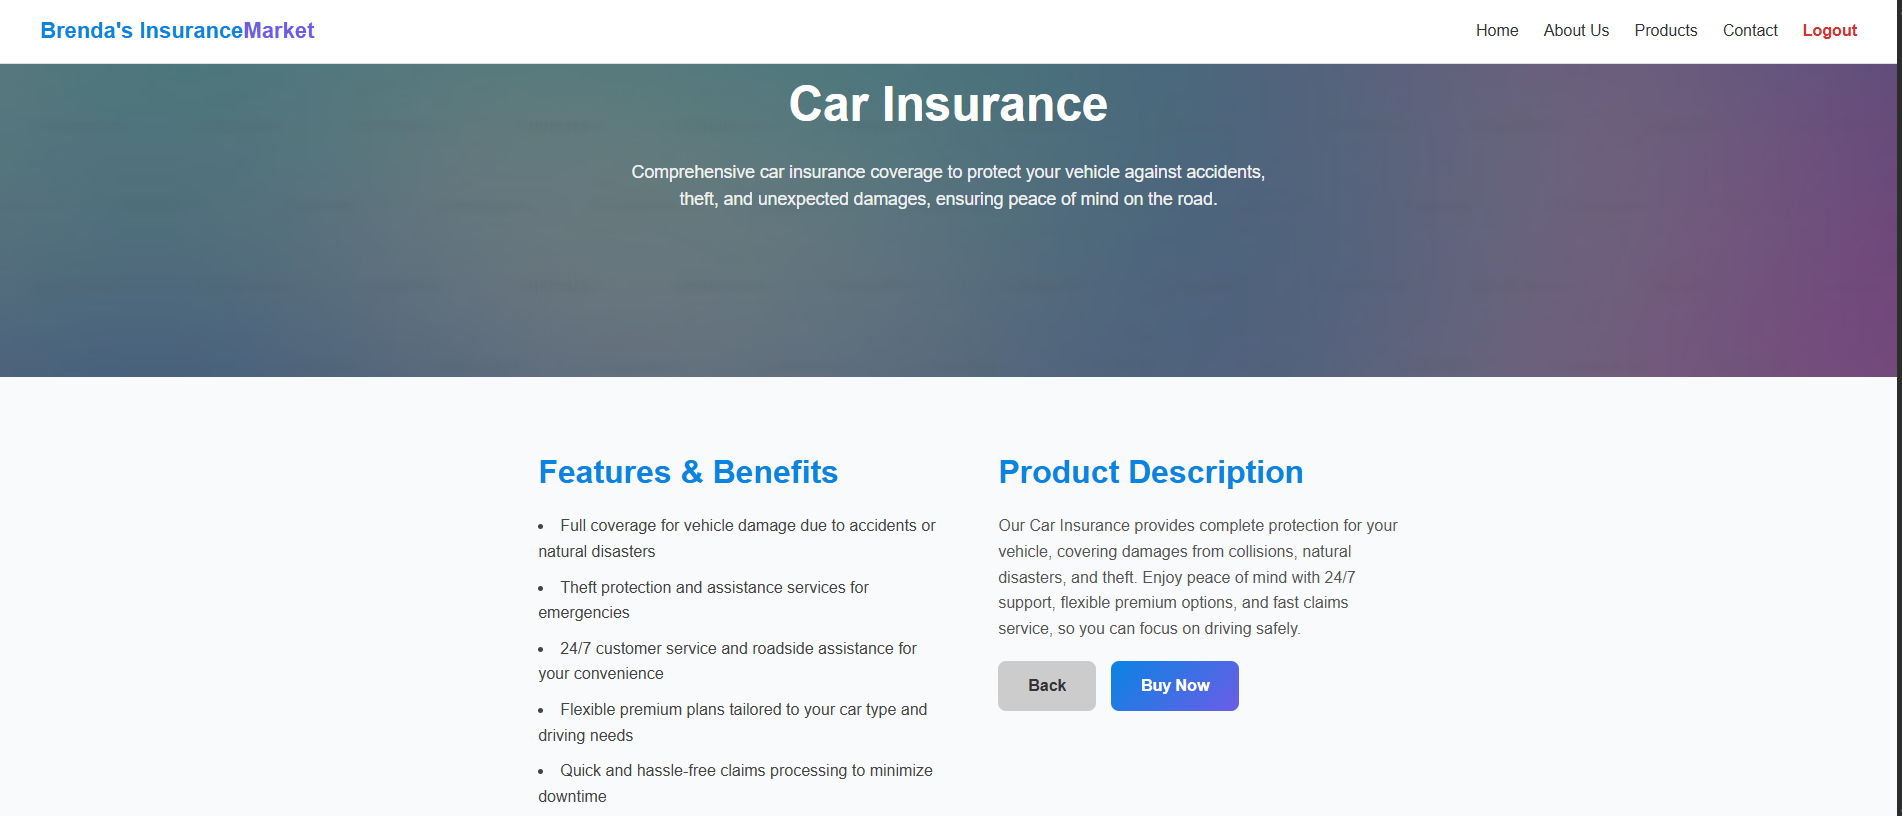 Brenda's InsuranceMarket
Home About Us Products Contact Logout
Car Insurance
Comprehensive car insurance coverage to protect your vehicle against accidents,
theft, and unexpected damages, ensuring peace of mind on the road.
Features & Benefits
• Full coverage for vehicle damage due to accidents or
natural disasters
• Theft protection and assistance services for
emergencies
• 24/7 customer service and roadside assistance for
your convenience
• Flexible premium plans tailored to your car type and
driving needs
• Quick and hassle-free claims processing to minimize
downtime
Product Description
Our Car Insurance provides complete protection for your
vehicle, covering damages from collisions, natural
disasters, and theft. Enjoy peace of mind with 24/7
support, flexible premium options, and fast claims
service, so you can focus on driving safely.
Back Buy Now